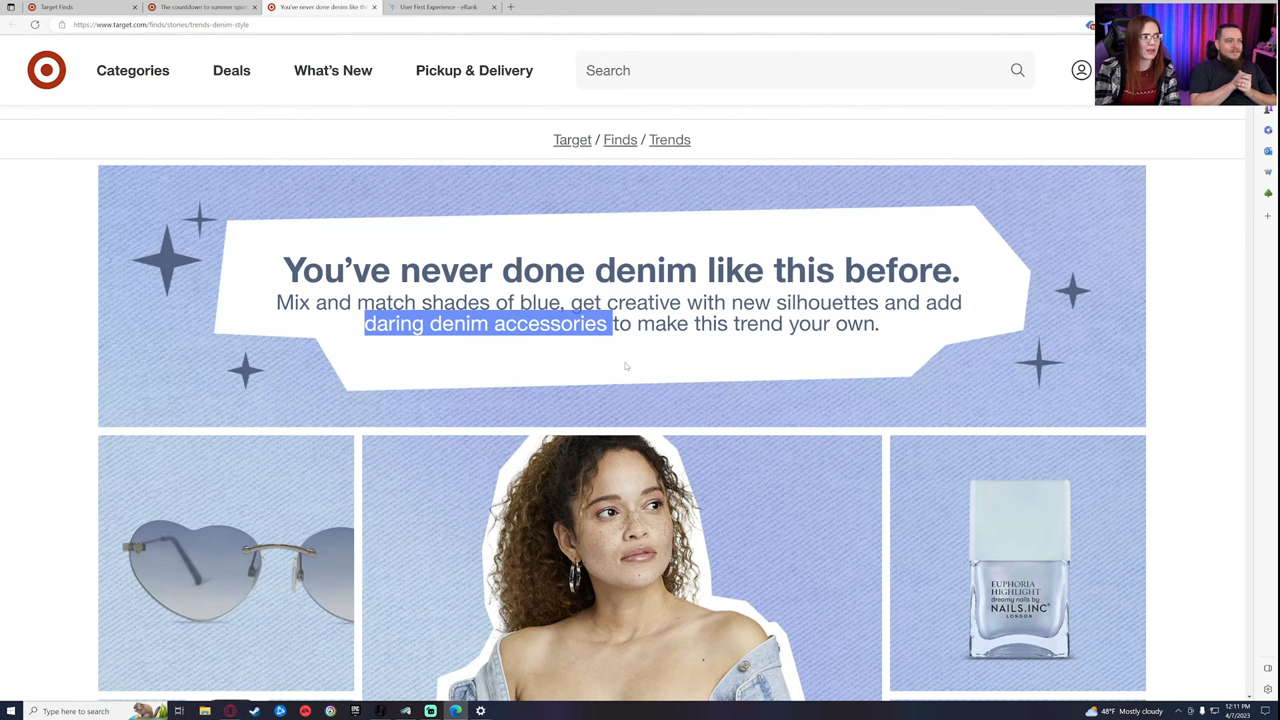 Target Finds
The countdown to summer spor
You've never done denim like th
User First Experience - eRank
https://www.target.com/finds/stories/trends-denim-style
Categories
Deals
What's New
Pickup & Delivery
Search
Target / Finds / Trends
You've never done denim like this before.
Mix and match shades of blue, get creative with new silhouettes and add
daring denim accessories to make this trend your own.
EUPHORIA
HIGHLIGHT
dreamy nails by
NAILS.INC
LONDON
Type here to search
48°F Mostly cloudy
12:11 PM
4/7/2023